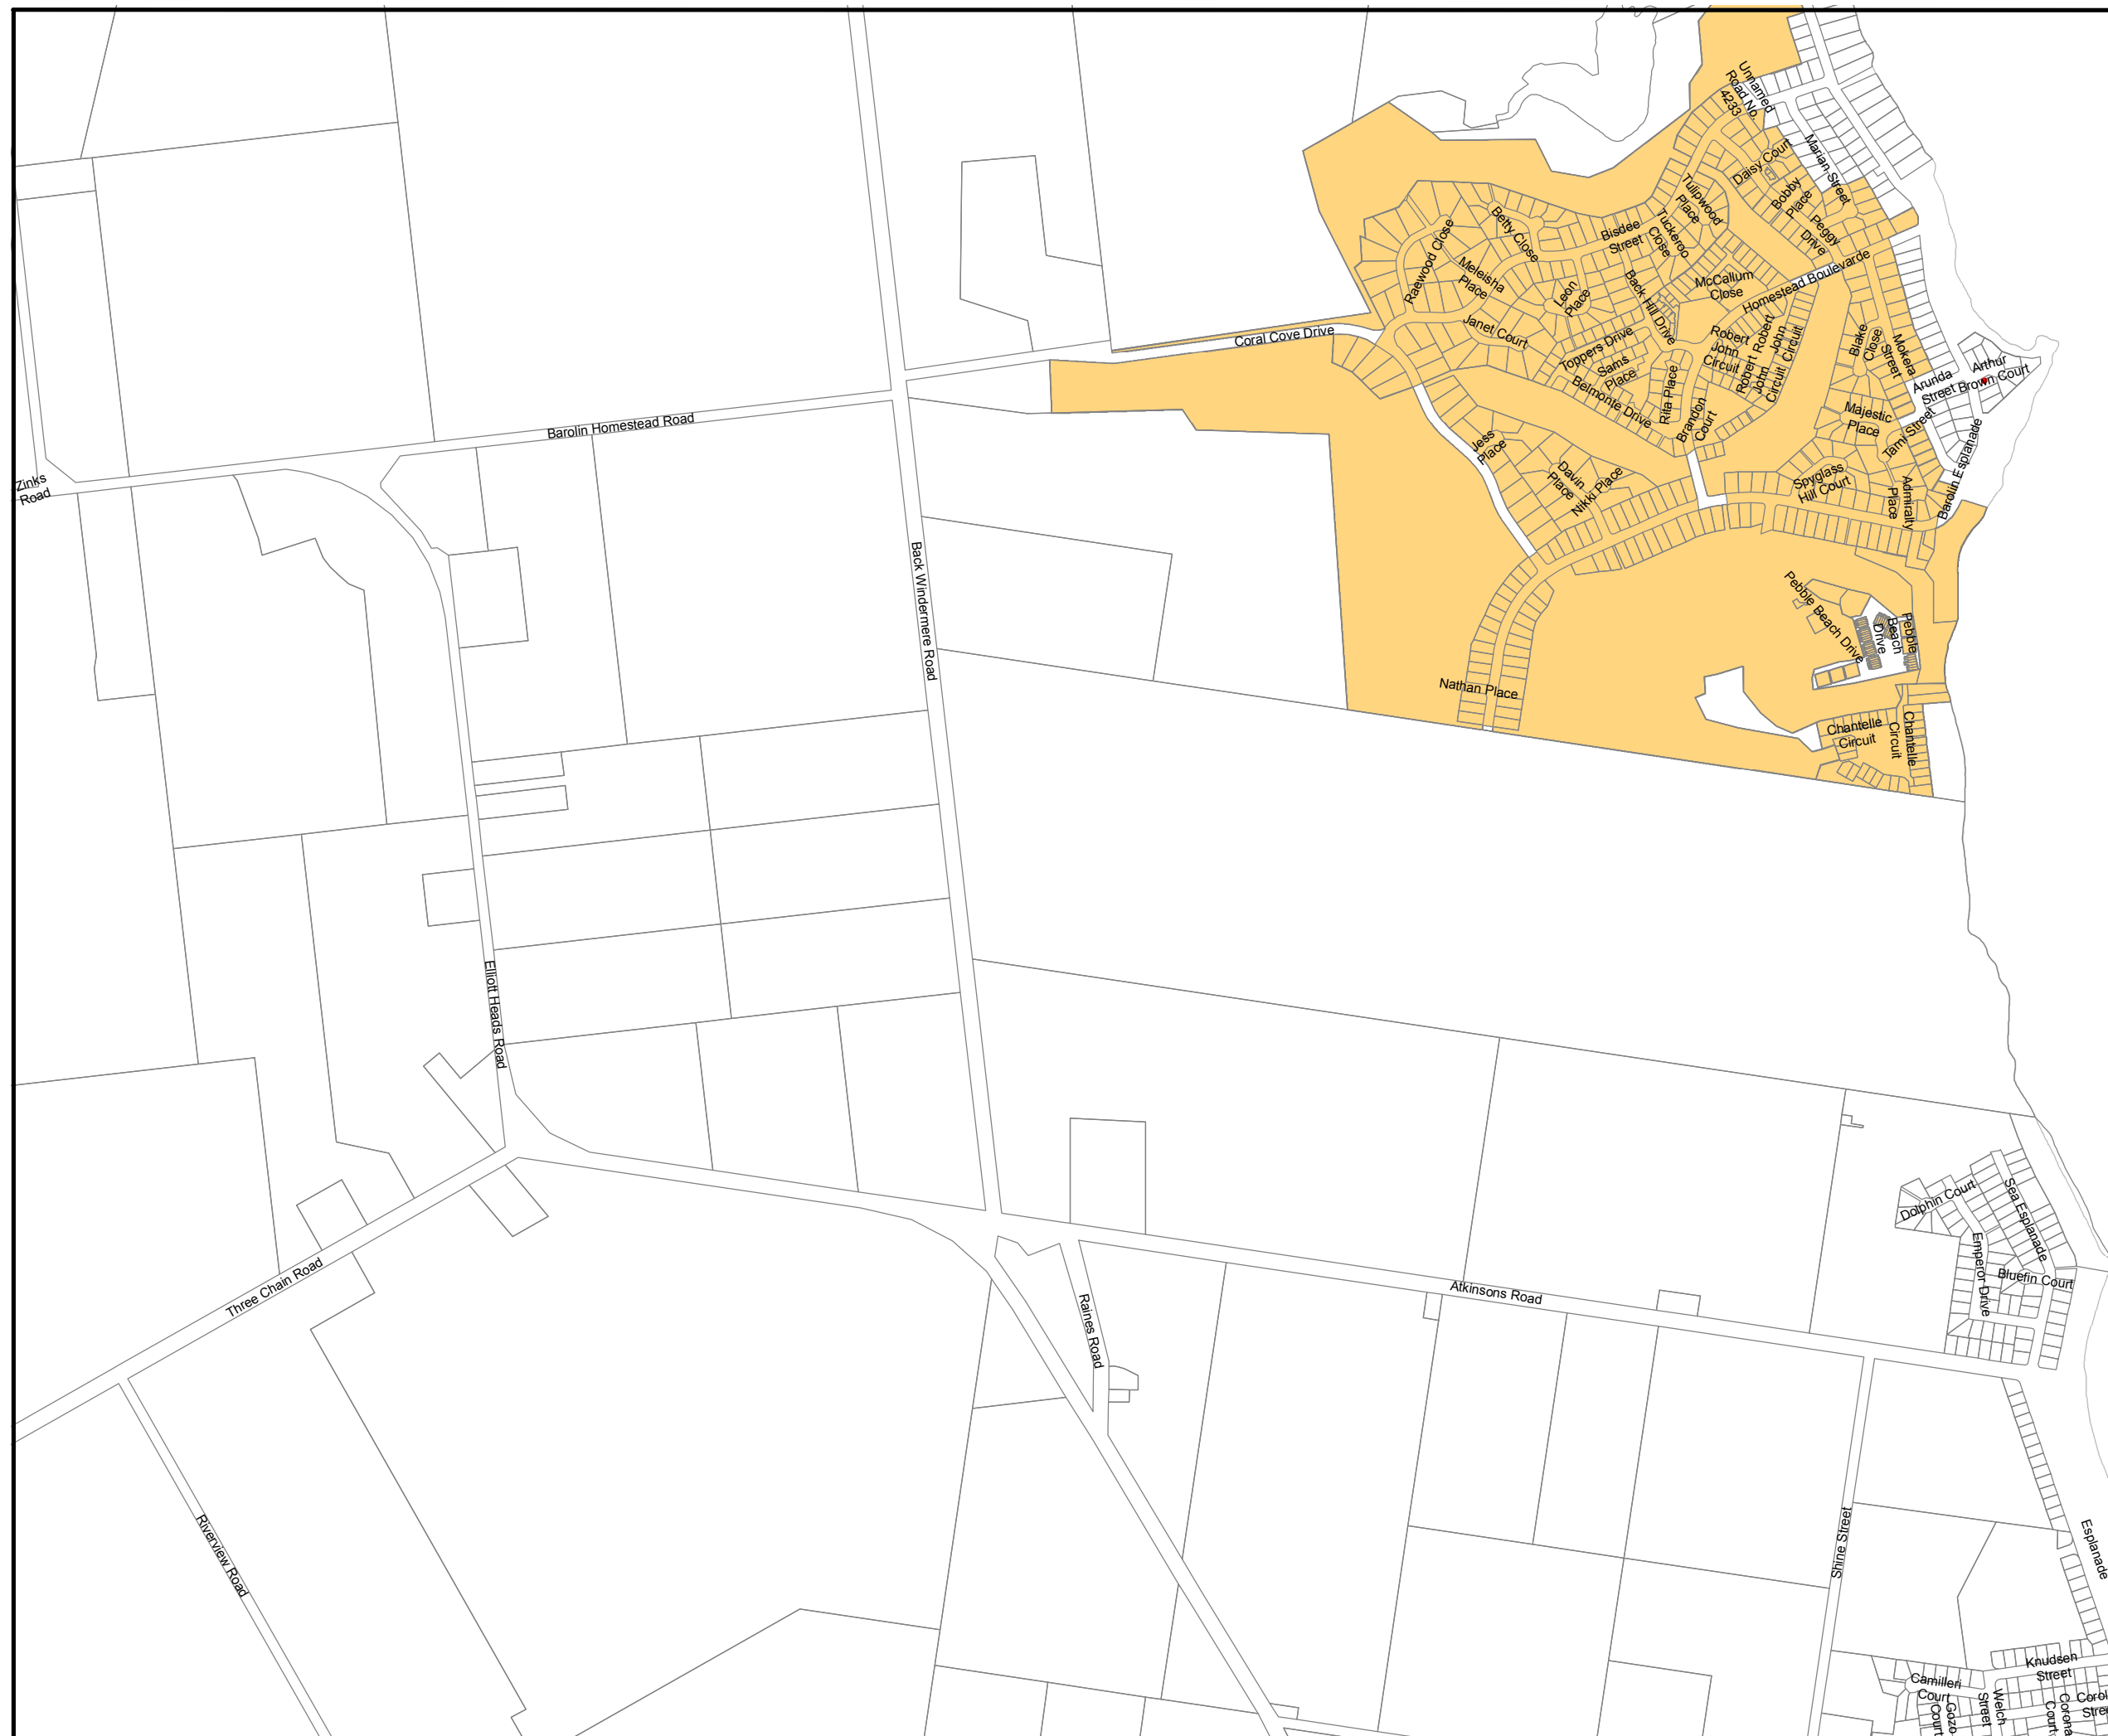 Unnamed
Road No.
4233
Marian Street
Daisy Court
Bobby
Place
Tulipwood
Place
Peggy
Drive
Tuckeroo
Close
Bisdee
Street
Betty Close
Raewood Close
Meleisha
Place
Leon
Place
Back Hill Drive
McCallum
Close
Homestead Boulevarde
Janet Court
Coral Cove Drive
Toppers Drive
Sams
Place
Belmonte Drive
Robert
John
Circuit
Robert
John
Circuit
Robert
John
Circuit
Rita Place
Brandon
Court
Blake
Close
Mokera
Street
Arthur
Brown Court
Arunda
Street
Majestic
Place
Tami Street
Barolin Esplanade
Barolin Homestead Road
Zinks
Road
Jess
Place
Davin
Place
Nikki Place
Spyglass
Hill Court
Admiralty
Place
Back Windermere Road
Pebble Beach Drive
Pebble
Beach
Drive
Nathan Place
Chantelle
Circuit
Chantelle
Circuit
Elliott Heads Road
Dolphin Court
Sea Esplanade
Emperor Drive
Bluefin Court
Three Chain Road
Atkinsons Road
Raines Road
Riverview Road
Shine Street
Esplanade
Knudsen
Street
Camilleri
Court
Gozo
Court
Welch
Street
Corona
Court
Corol
Stre